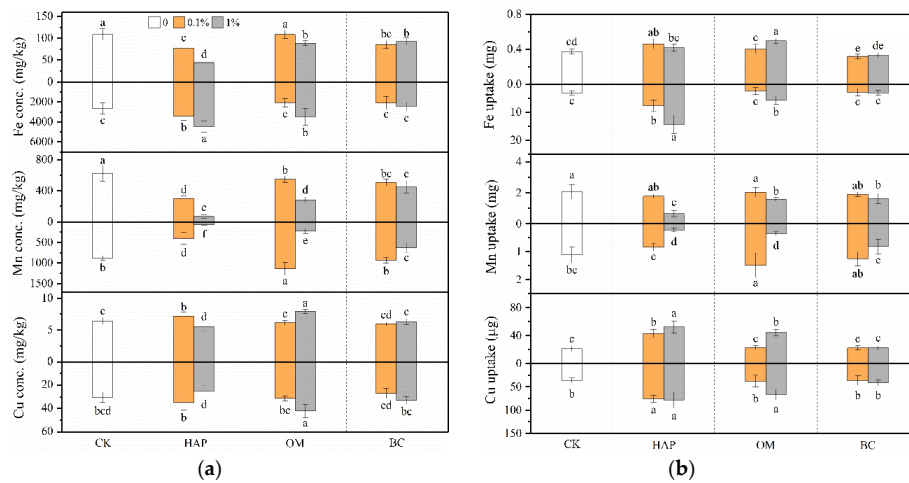 0 0.1% 1%
150
100
50
0
2000
4000
6000
Fe conc. (mg/kg)
a
c
d
a
b
bc
b
c
b
a
c
b
c
c
800
400
0
500
1000
1500
Mn conc. (mg/kg)
a
d
e
b
d
bc
c
b
d
f
a
e
b
c
10
5
0
20
40
60
Cu conc. (mg/kg)
c
b
d
c
a
cd
c
bcd
b
d
bc
a
cd
bc
CK HAP OM BC
(a)
0.8
0.4
0.0
10
20
Fe uptake (mg)
cd
ab
bc
b
a
e
de
c
b
a
c
b
c
c
4
2
0
1
2
Mn uptake (mg)
a
ab
c
a
b
ab
b
bc
c
d
a
d
ab
c
80
40
0
50
100
150
Cu uptake (μg)
c
b
a
c
b
c
c
b
a
a
b
a
b
b
CK HAP OM BC
(b)